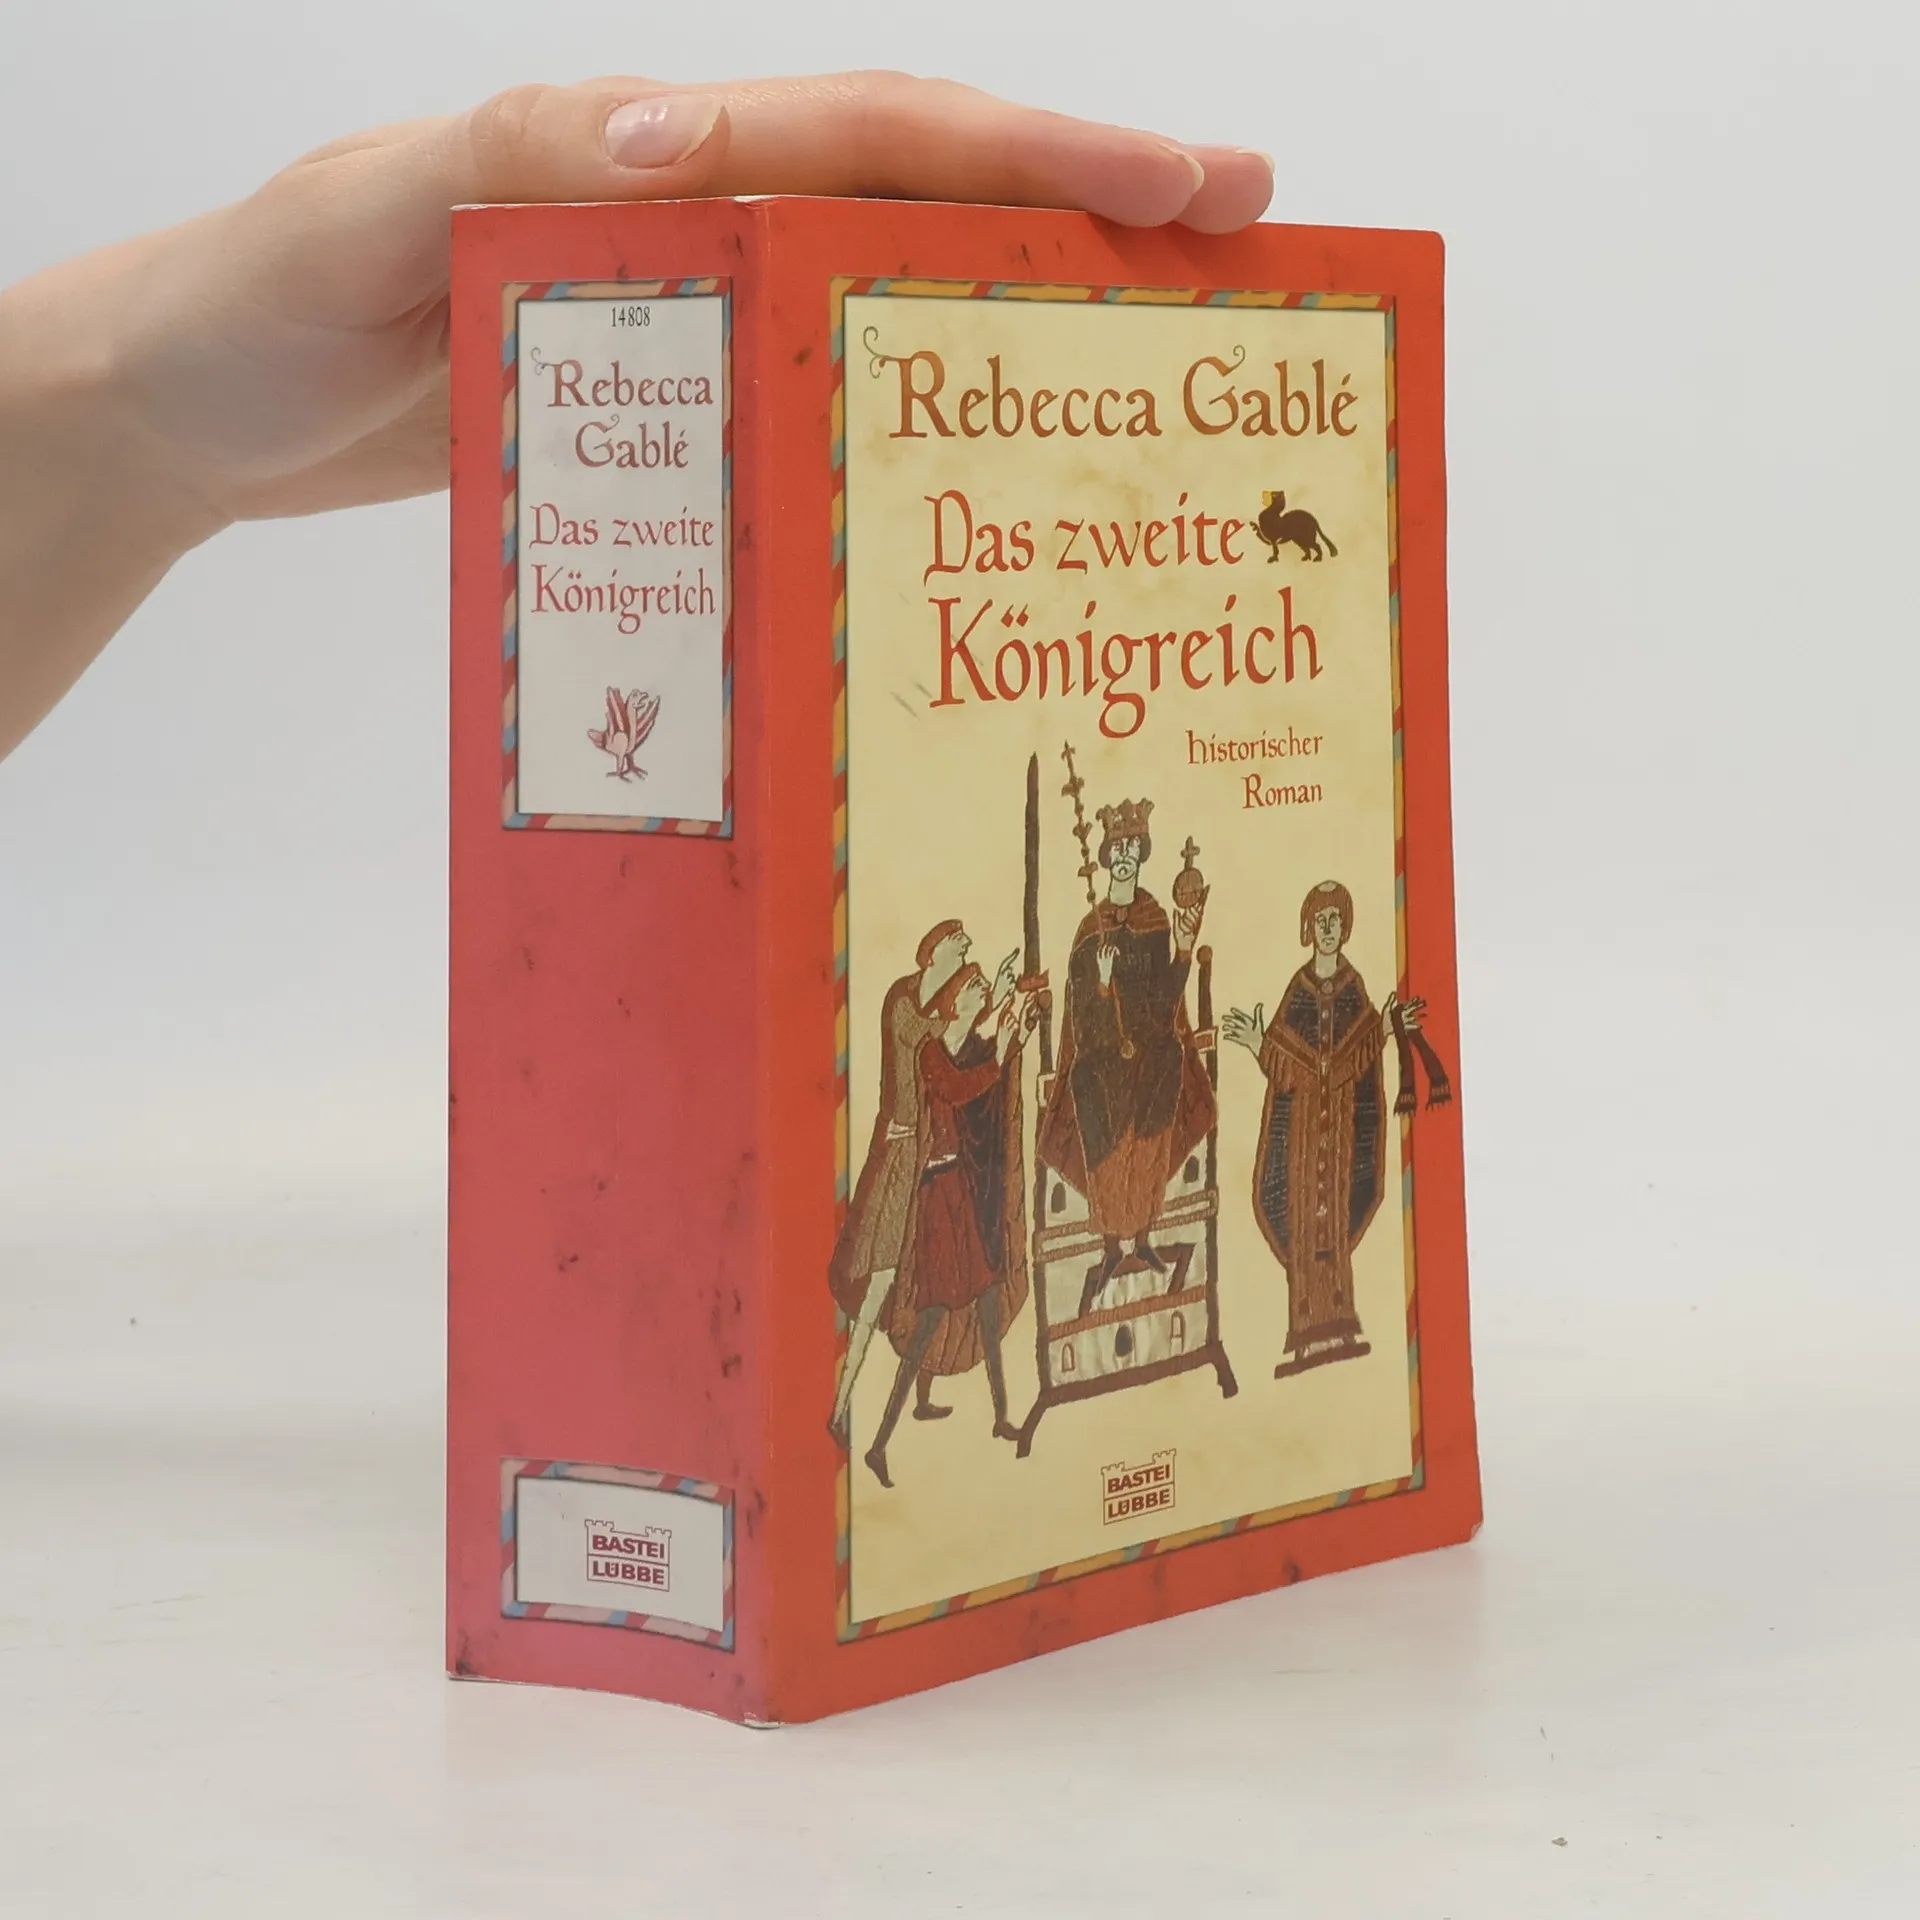 14808
Rebecca
Gablé
Das zweite
Königreich
BASTEI
LÜBBE
Rebecca Gablé
Das zweite
Königreich
historischer
Roman
BASTEI
LÜBBE